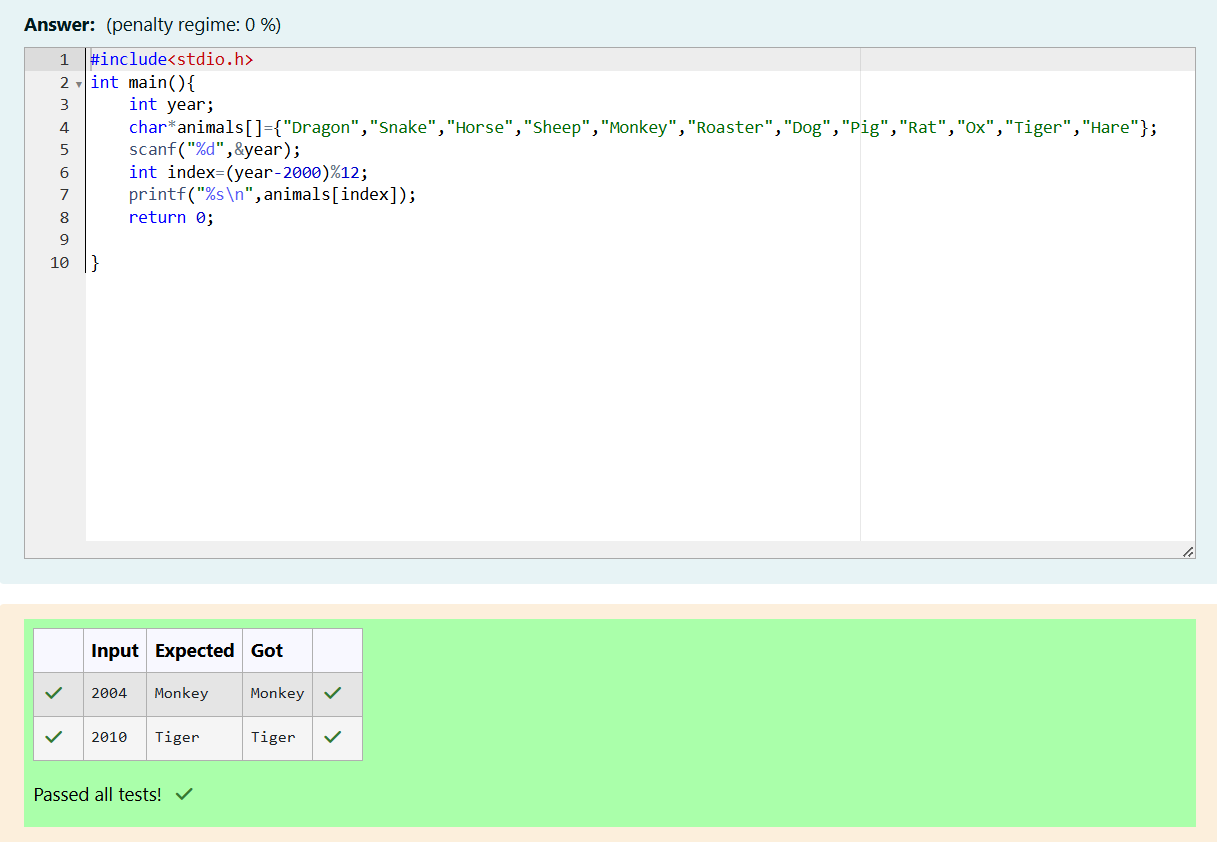 Answer: (penalty regime: 0 %)
1 #include<stdio.h>
2 int main(){
3     int year;
4     char*animals[]={"Dragon","Snake","Horse","Sheep","Monkey","Roaster","Dog","Pig","Rat","Ox","Tiger","Hare"};
5     scanf("%d",&year);
6     int index=(year-2000)%12;
7     printf("%s\n",animals[index]);
8     return 0;
9
10 }
Input Expected Got
2004 Monkey Monkey
2010 Tiger Tiger
Passed all tests!